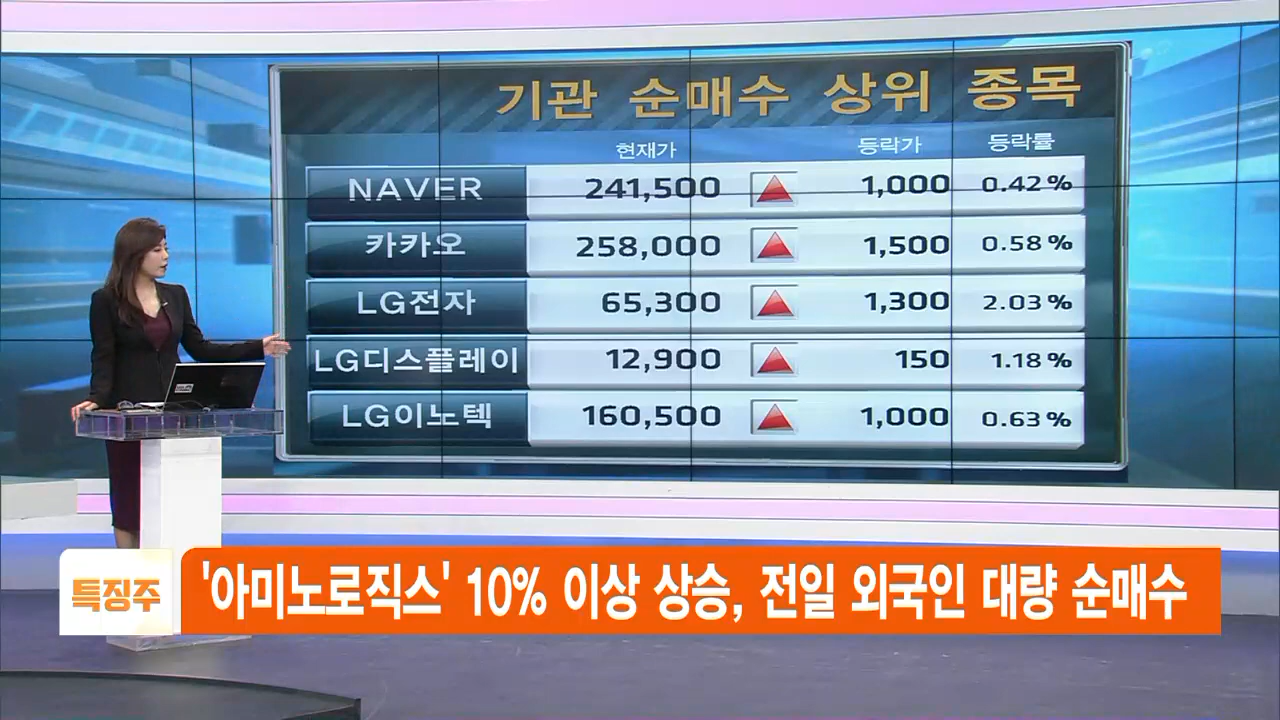 기관 순매수 상위 종목
현재가 등락가 등락률
NAVER 241,500 ▲ 1,000 0.42%
카카오 258,000 ▲ 1,500 0.58%
LG전자 65,300 ▲ 1,300 2.03%
LG디스플레이 12,900 ▲ 150 1.18%
LG이노텍 160,500 ▲ 1,000 0.63%
특징주 '아미노로직스' 10% 이상 상승, 전일 외국인 대량 순매수